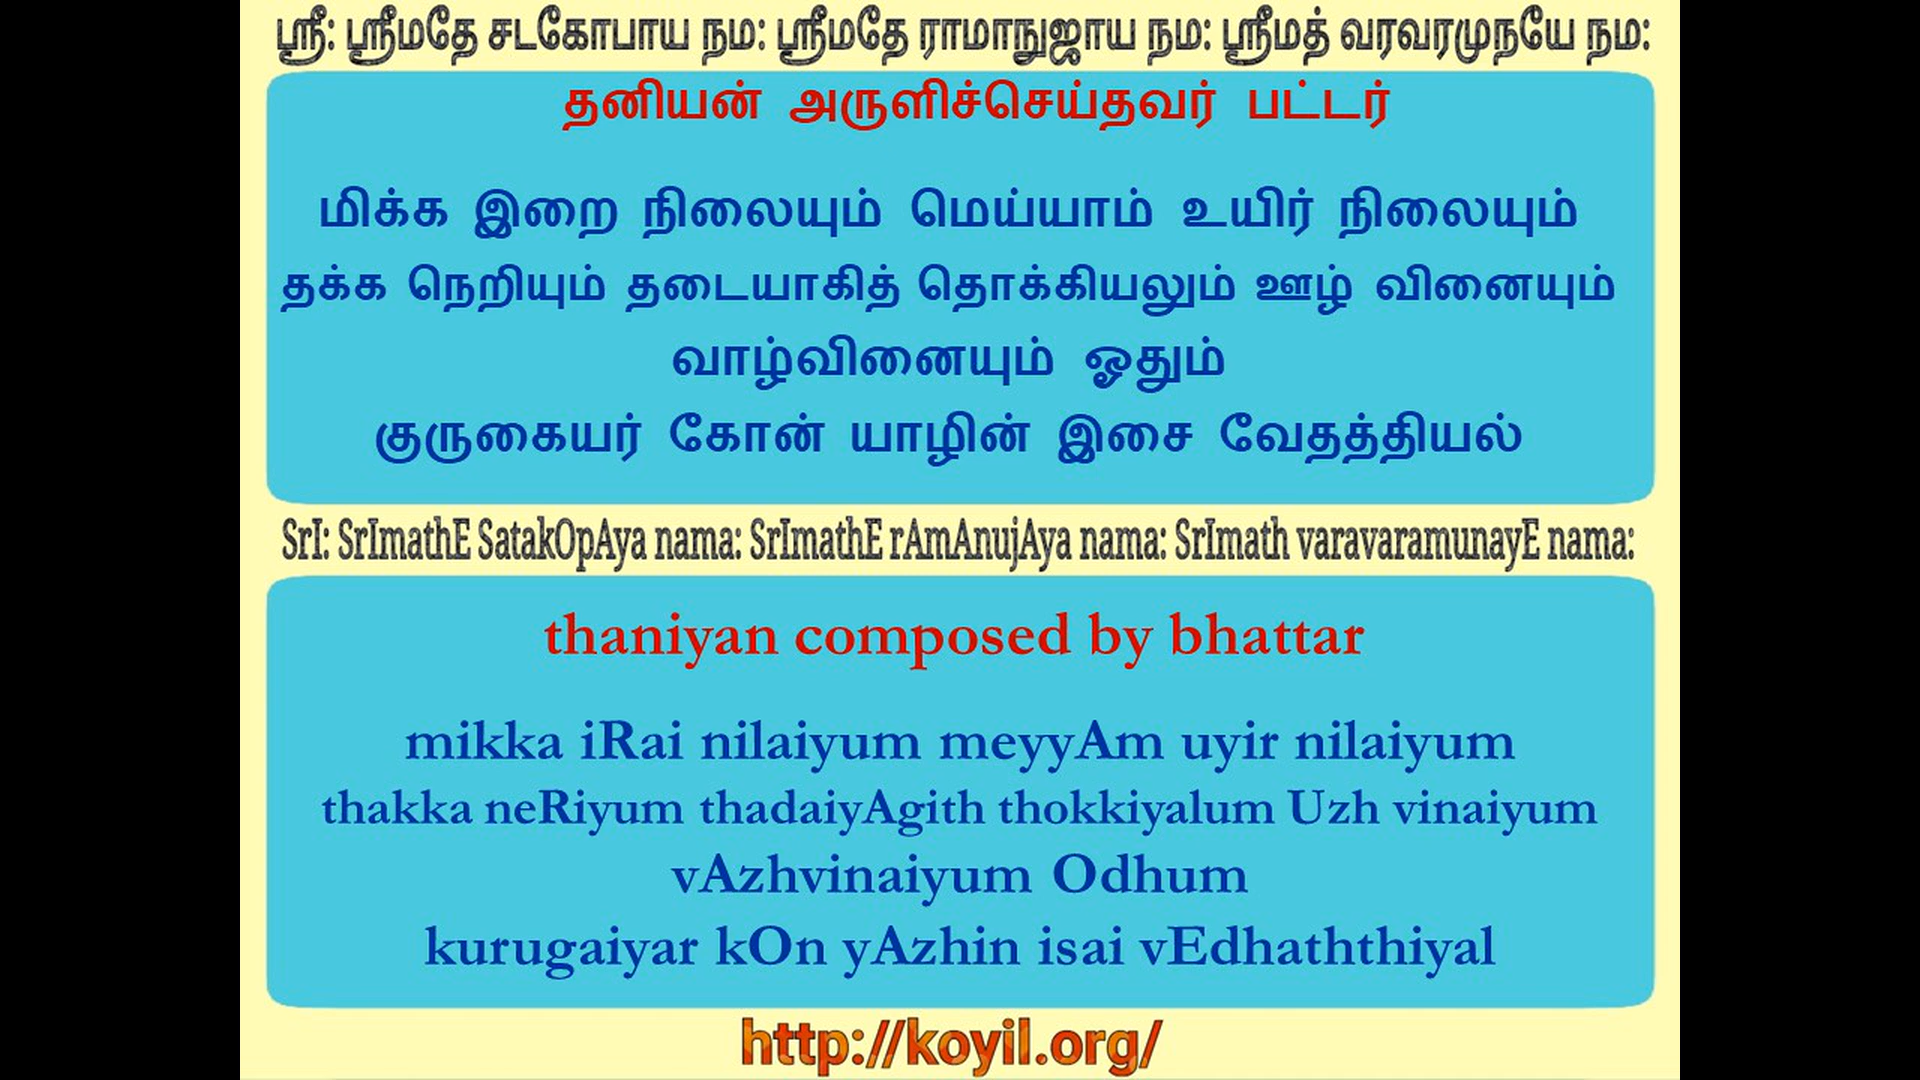 ஸ்ரீ: ஸ்ரீமதே சடகோபாய நம: ஸ்ரீமதே ராமாநுஜாய நம: ஸ்ரீமத் வரவரமுநயே நம:
தனியன் அருளிச்செய்தவர் பட்டர்
மிக்க இறை நிலையும் மெய்யாம் உயிர் நிலையும்
தக்க நெறியும் தடையாகித் தொக்கியலும் ஊழ் வினையும்
வாழ்வினையும் ஓதும்
குருகையர் கோன் யாழின் இசை வேதத்தியல்
SrI: SrImathE SatakOpAya nama: SrImathE rAmAnujAya nama: SrImath varavaramunayE nama:
thaniyan composed by bhattar
mikka iRai nilaiyum meyyAm uyir nilaiyum
thakka neRiyum thadaiyAgith thokkiyalum Uzh vinaiyum
vAzhvinaiyum Odhum
kurugaiyar kOn yAzhin isai vEdhaththiyal
http://koyil.org/